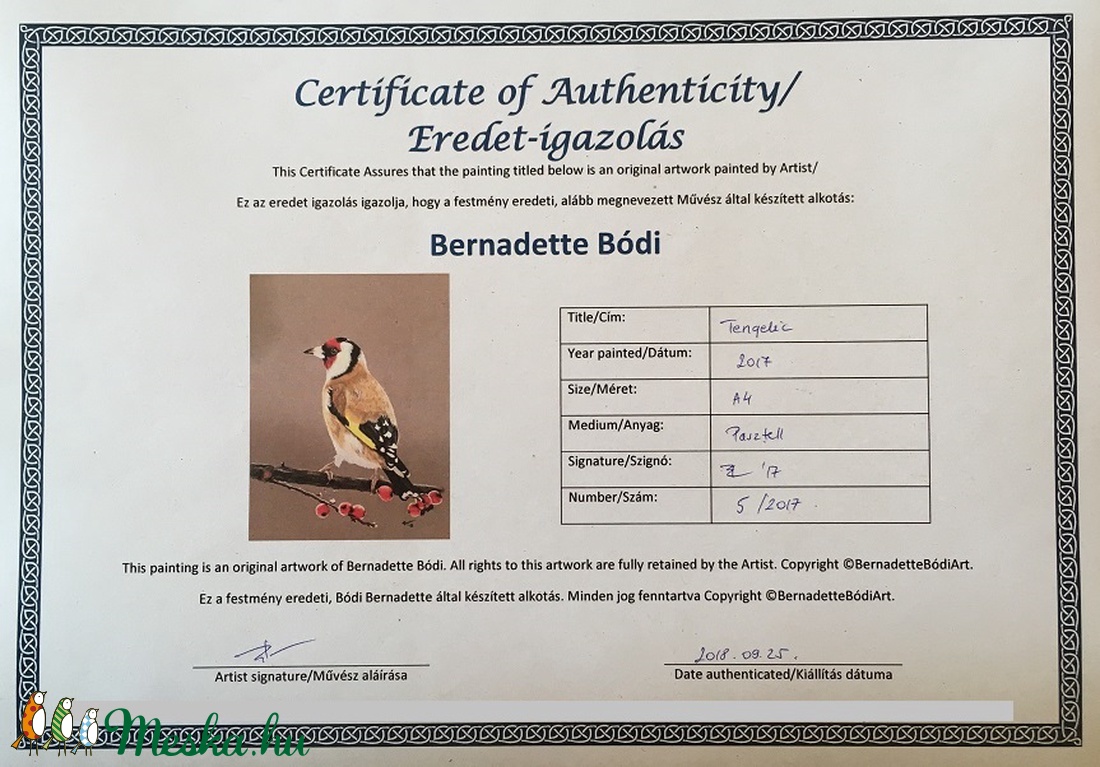 Certificate of Authenticity/
Eredet-igazolás
This Certificate Assures that the painting titled below is an original artwork painted by Artist/
Ez az eredet igazolás igazolja, hogy a festmény eredeti, alább megnevezett Művész által készített alkotás:
Bernadette Bódi
Title/Cím: Tengelic
Year painted/Dátum: 2017
Size/Méret: A4
Medium/Anyag: Pasztell
Signature/Szignó: '17
Number/Szám: 5 /2017
This painting is an original artwork of Bernadette Bódi. All rights to this artwork are fully retained by the Artist. Copyright ©BernadetteBódiArt.
Ez a festmény eredeti, Bódi Bernadette által készített alkotás. Minden jog fenntartva Copyright ©BernadetteBódiArt.
2018.09.25.
Artist signature/Művész aláírása Date authenticated/Kiállítás dátuma
Meska.hu